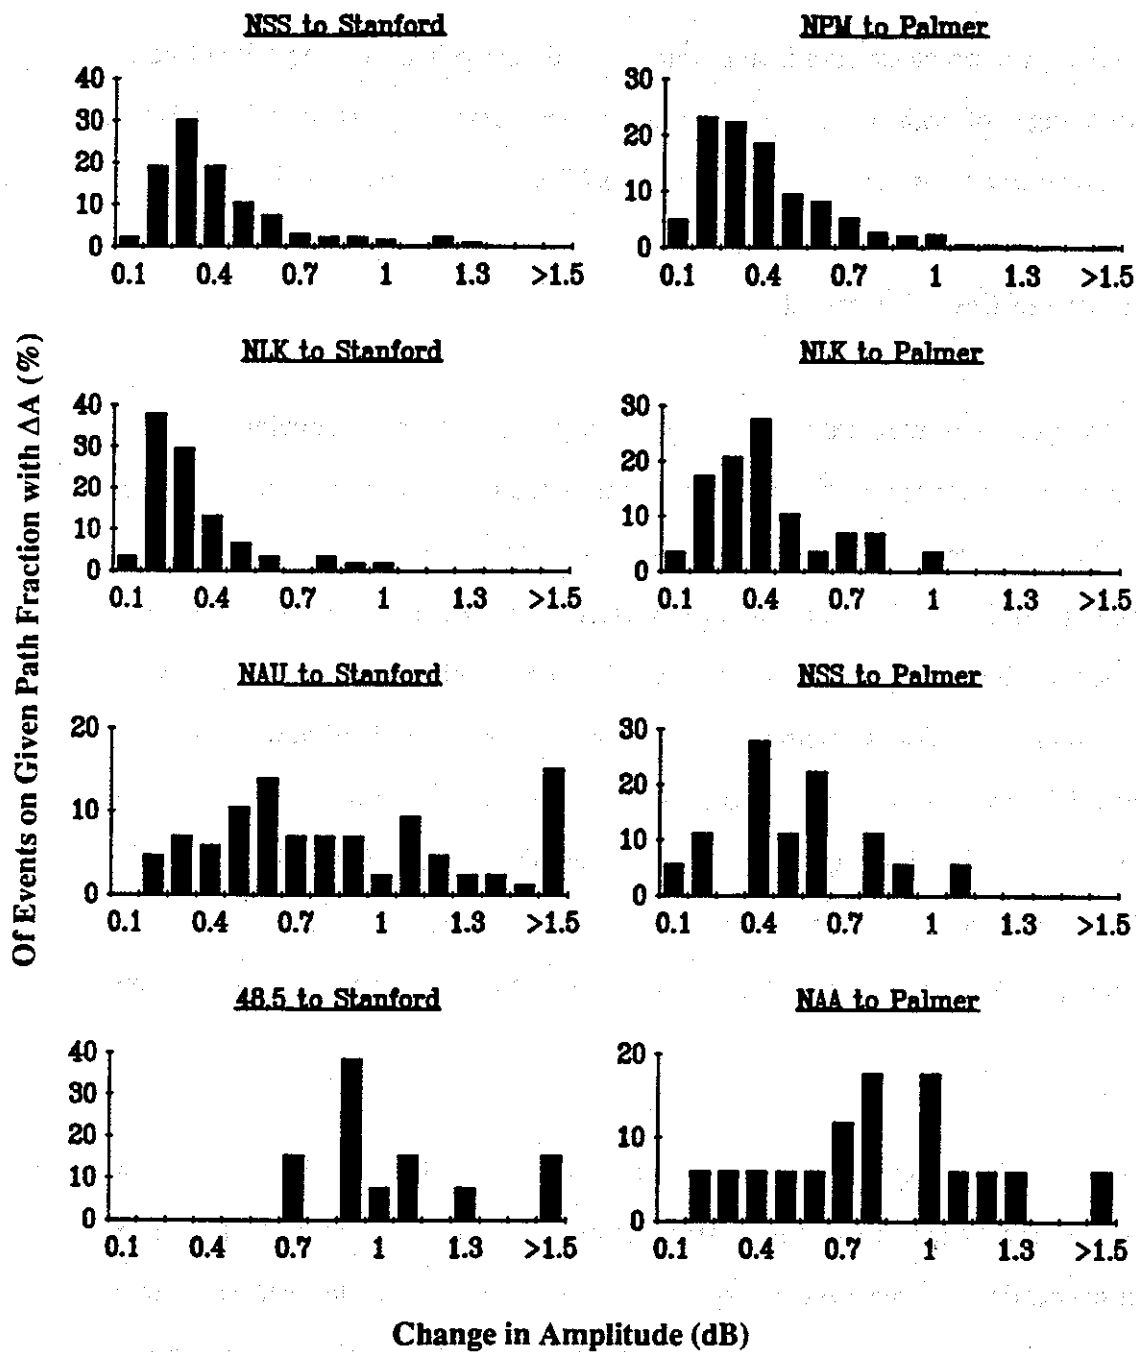 NSS to Stanford
40
30
20
10
0
0.1 0.4 0.7 1 1.3 >1.5
NPM to Palmer
30
20
10
0
0.1 0.4 0.7 1 1.3 >1.5
NLK to Stanford
40
30
20
10
0
0.1 0.4 0.7 1 1.3 >1.5
NLK to Palmer
30
20
10
0
0.1 0.4 0.7 1 1.3 >1.5
NAU to Stanford
20
10
0
0.1 0.4 0.7 1 1.3 >1.5
NSS to Palmer
30
20
10
0
0.1 0.4 0.7 1 1.3 >1.5
48.5 to Stanford
40
30
20
10
0
0.1 0.4 0.7 1 1.3 >1.5
NAA to Palmer
20
10
0
0.1 0.4 0.7 1 1.3 >1.5
Of Events on Given Path Fraction with ΔA (%)
Change in Amplitude (dB)